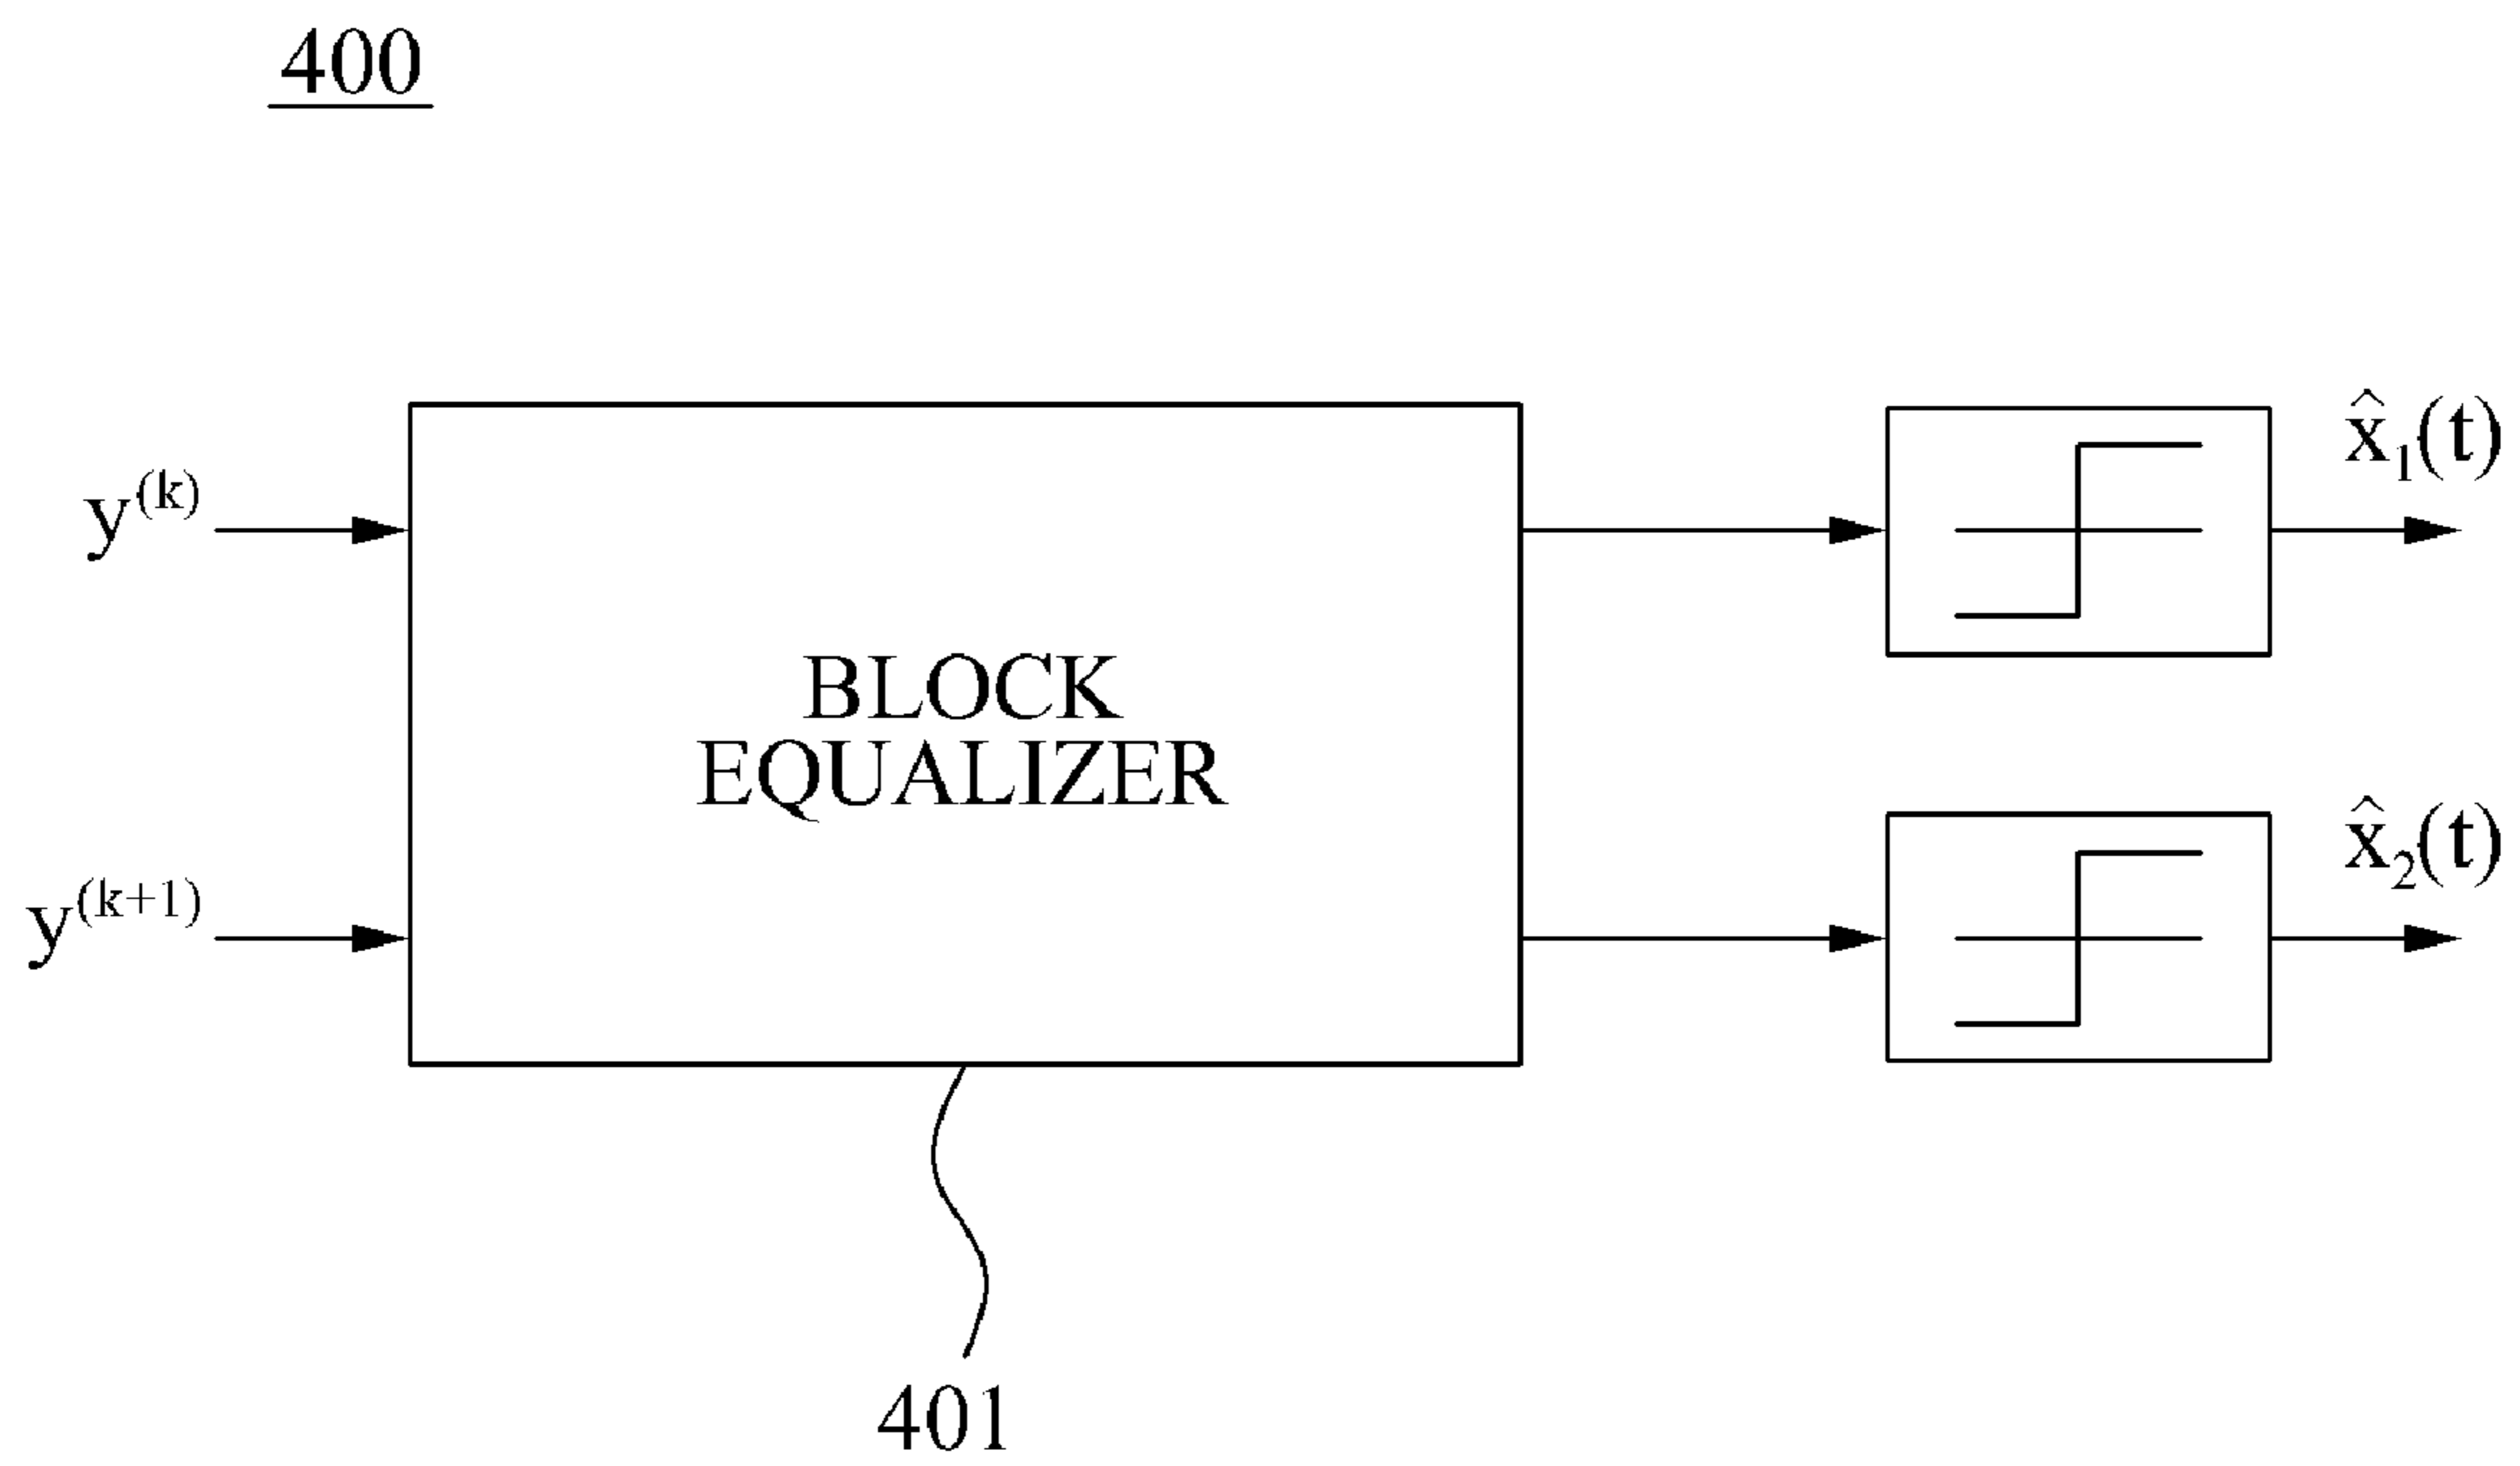 400
y^(k)
x̂₁(t)
BLOCK
EQUALIZER
y^(k+1)
x̂₂(t)
401